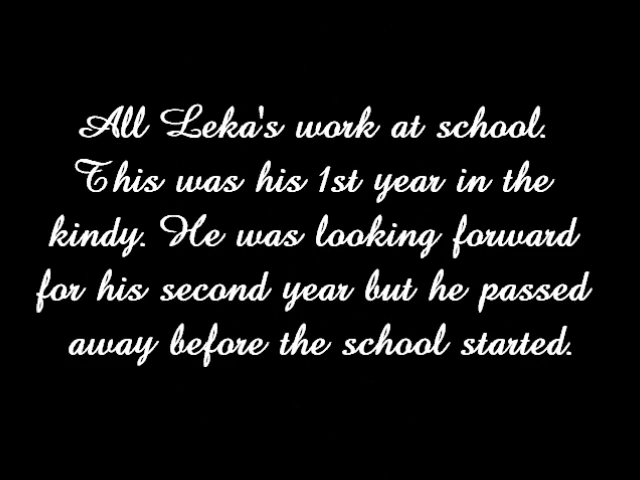 All Leka's work at school.
This was his 1st year in the
kindy. He was looking forward
for his second year but he passed
away before the school started.